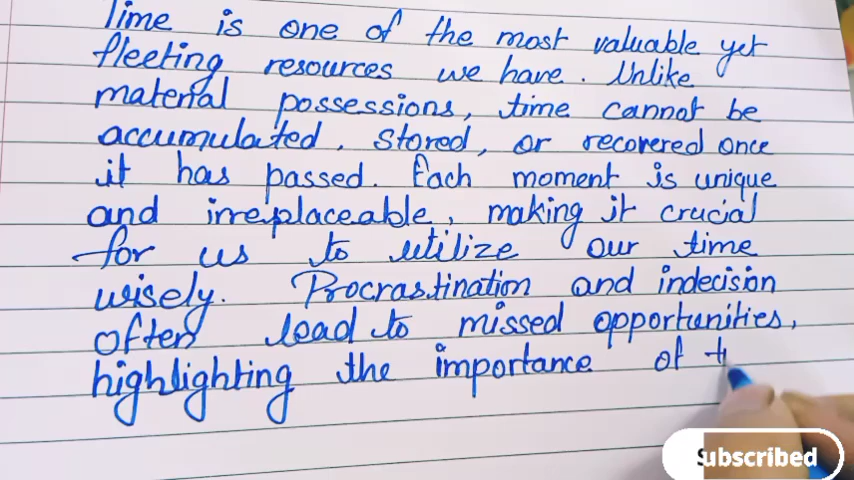 Time is one of the most valuable yet
fleeting resources we have. Unlike
material possessions, time cannot be
accumulated, stored, or recovered once
it has passed. Each moment is unique
and irreplaceable, making it crucial
for us to utilize our time
wisely. Procrastination and indecision
often lead to missed opportunities,
highlighting the importance of t
Subscribed